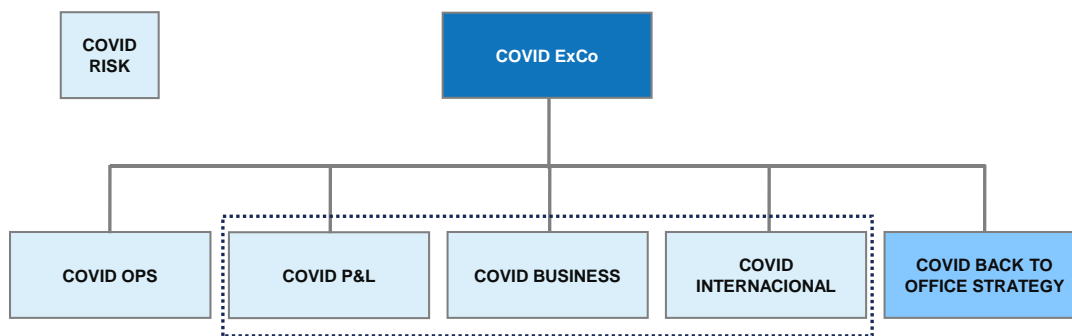 COVID
RISK
COVID ExCo
COVID OPS
COVID P&L
COVID BUSINESS
COVID
INTERNACIONAL
COVID BACK TO
OFFICE STRATEGY